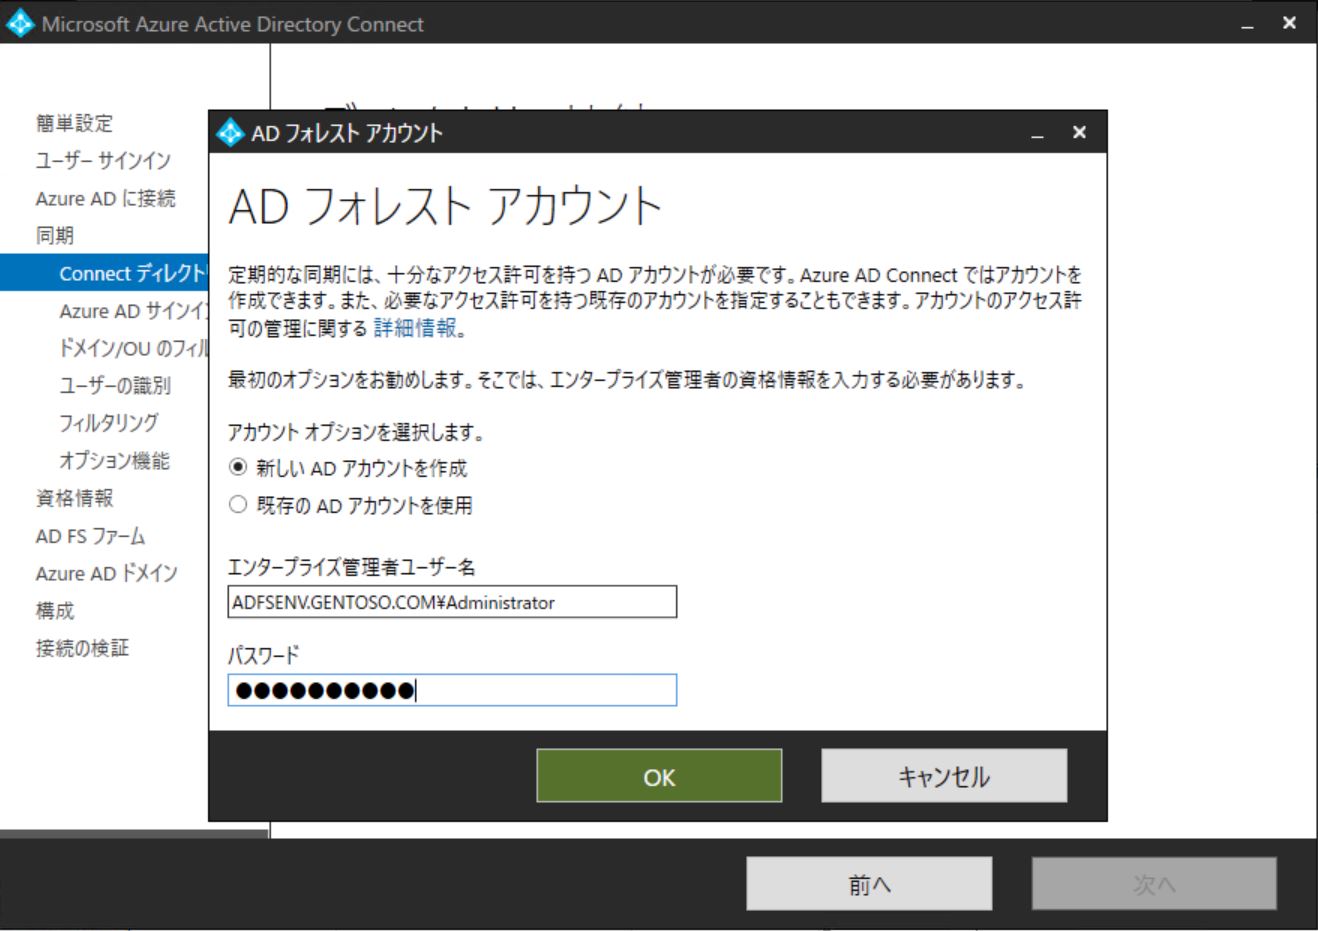 Microsoft Azure Active Directory Connect
簡単設定
ユーザー サインイン
Azure AD に接続
同期
Connect ディレクトリ
Azure AD サインイン
ドメイン/OU のフィル
ユーザーの識別
フィルタリング
オプション機能
資格情報
AD FS ファーム
Azure AD ドメイン
構成
接続の検証
AD フォレスト アカウント
AD フォレスト アカウント
定期的な同期には、十分なアクセス許可を持つ AD アカウントが必要です。Azure AD Connect ではアカウントを
作成できます。また、必要なアクセス許可を持つ既存のアカウントを指定することもできます。アカウントのアクセス許
可の管理に関する 詳細情報。
最初のオプションをお勧めします。そこでは、エンタープライズ管理者の資格情報を入力する必要があります。
アカウント オプションを選択します。
新しい AD アカウントを作成
既存の AD アカウントを使用
エンタープライズ管理者ユーザー名
ADFSENV.GENTOSO.COM¥Administrator
パスワード
●●●●●●●●●●
OK
キャンセル
前へ
次へ